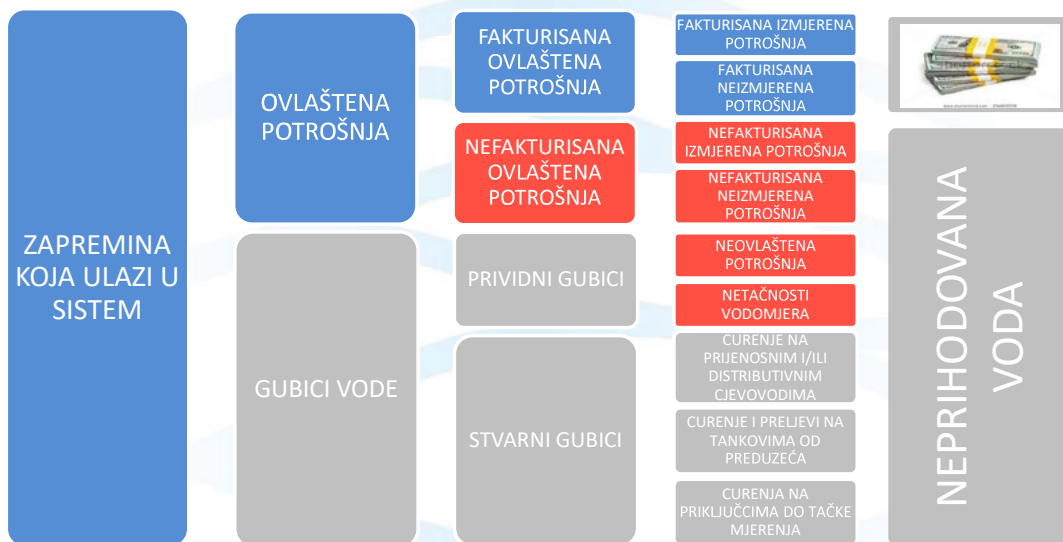 ZAPREMINA
KOJA ULAZI U
SISTEM
OVLAŠTENA
POTROŠNJA
GUBICI VODE
FAKTURISANA
OVLAŠTENA
POTROŠNJA
NEFAKTURISANA
OVLAŠTENA
POTROŠNJA
PRIVIDNI GUBICI
STVARNI GUBICI
FAKTURISANA IZMJERENA
POTROŠNJA
FAKTURISANA
NEIZMJERENA
POTROŠNJA
NEFAKTURISANA
IZMJERENA POTROŠNJA
NEFAKTURISANA
NEIZMJERENA
POTROŠNJA
NEOVLAŠTENA
POTROŠNJA
NETAČNOSTI
VODOMJERA
CURENJE NA
PRIJENOSNIM I/ILI
DISTRIBUTIVNIM
CJEVOVODIMA
CURENJE I PRELJEVI NA
TANKOVIMA OD
PREDUZEĆA
CURENJA NA
PRIKLJUČCIMA DO TAČKE
MJERENJA
NEPRIHODOVANA
VODA